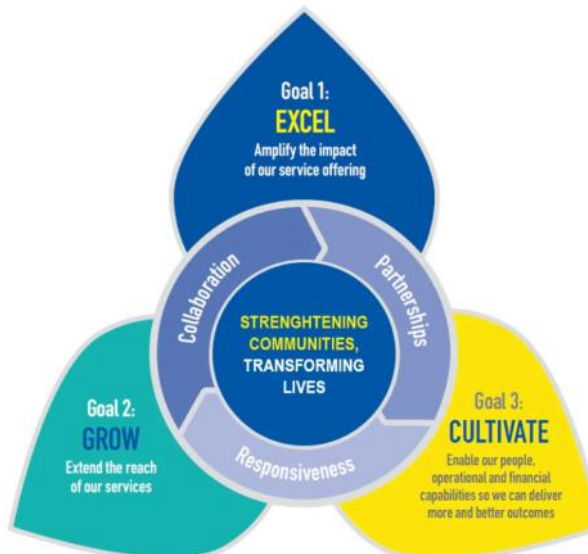 Goal 1:
EXCEL
Amplify the impact
of our service offering
Collaboration
Partnerships
STRENGHTENING
COMMUNITIES,
TRANSFORMING
LIVES
Responsiveness
Goal 2:
GROW
Extend the reach
of our services
Goal 3:
CULTIVATE
Enable our people,
operational and financial
capabilities so we can deliver
more and better outcomes